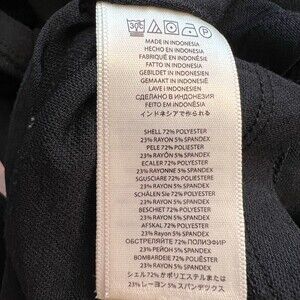 30
P
MADE IN INDONESIA
HECHO EN INDONESIA
FABRIQUÉ EN INDONÉSIE
FATTO IN INDONESIA
GEBILDET IN INDONESIEN
GEMAAKT IN INDONESIË
LAVE I INDONESIEN
СДЕЛАНО В ИНДОНЕЗИЯ
FEITO EM INDONÉSIA
インドネシアで作られる
SHELL 72% POLYESTER
23% RAYON 5% SPANDEX
PELE 72% POLYESTER
23% RAYON 5% SPANDEX
ECALER 72% POLYESTER
23% RAYONNE 5% SPANDEX
SGUSCIARE 72% POLIESTERE
23% RAYON 5% SPANDEX
SCHÄLEN Sie 72% POLYESTER
23% RAYON 5% SPANDEX
BESCHET 72% POLYESTER
23% RAYON 5% SPANDEX
AFSKAL 72% POLYESTER
23% RAYON 5% SPANDEX
ОБСТРЕЛЯЙТЕ 72% ПОЛИЭФИР
23% РЕЙОН 5% SPANDEX
BOMBARDEIE 72% POLIÉSTER
23% RAYON 5% SPANDEX
シェル 72% ポリエステルまたは
23% レーヨン 5% スパンデックス